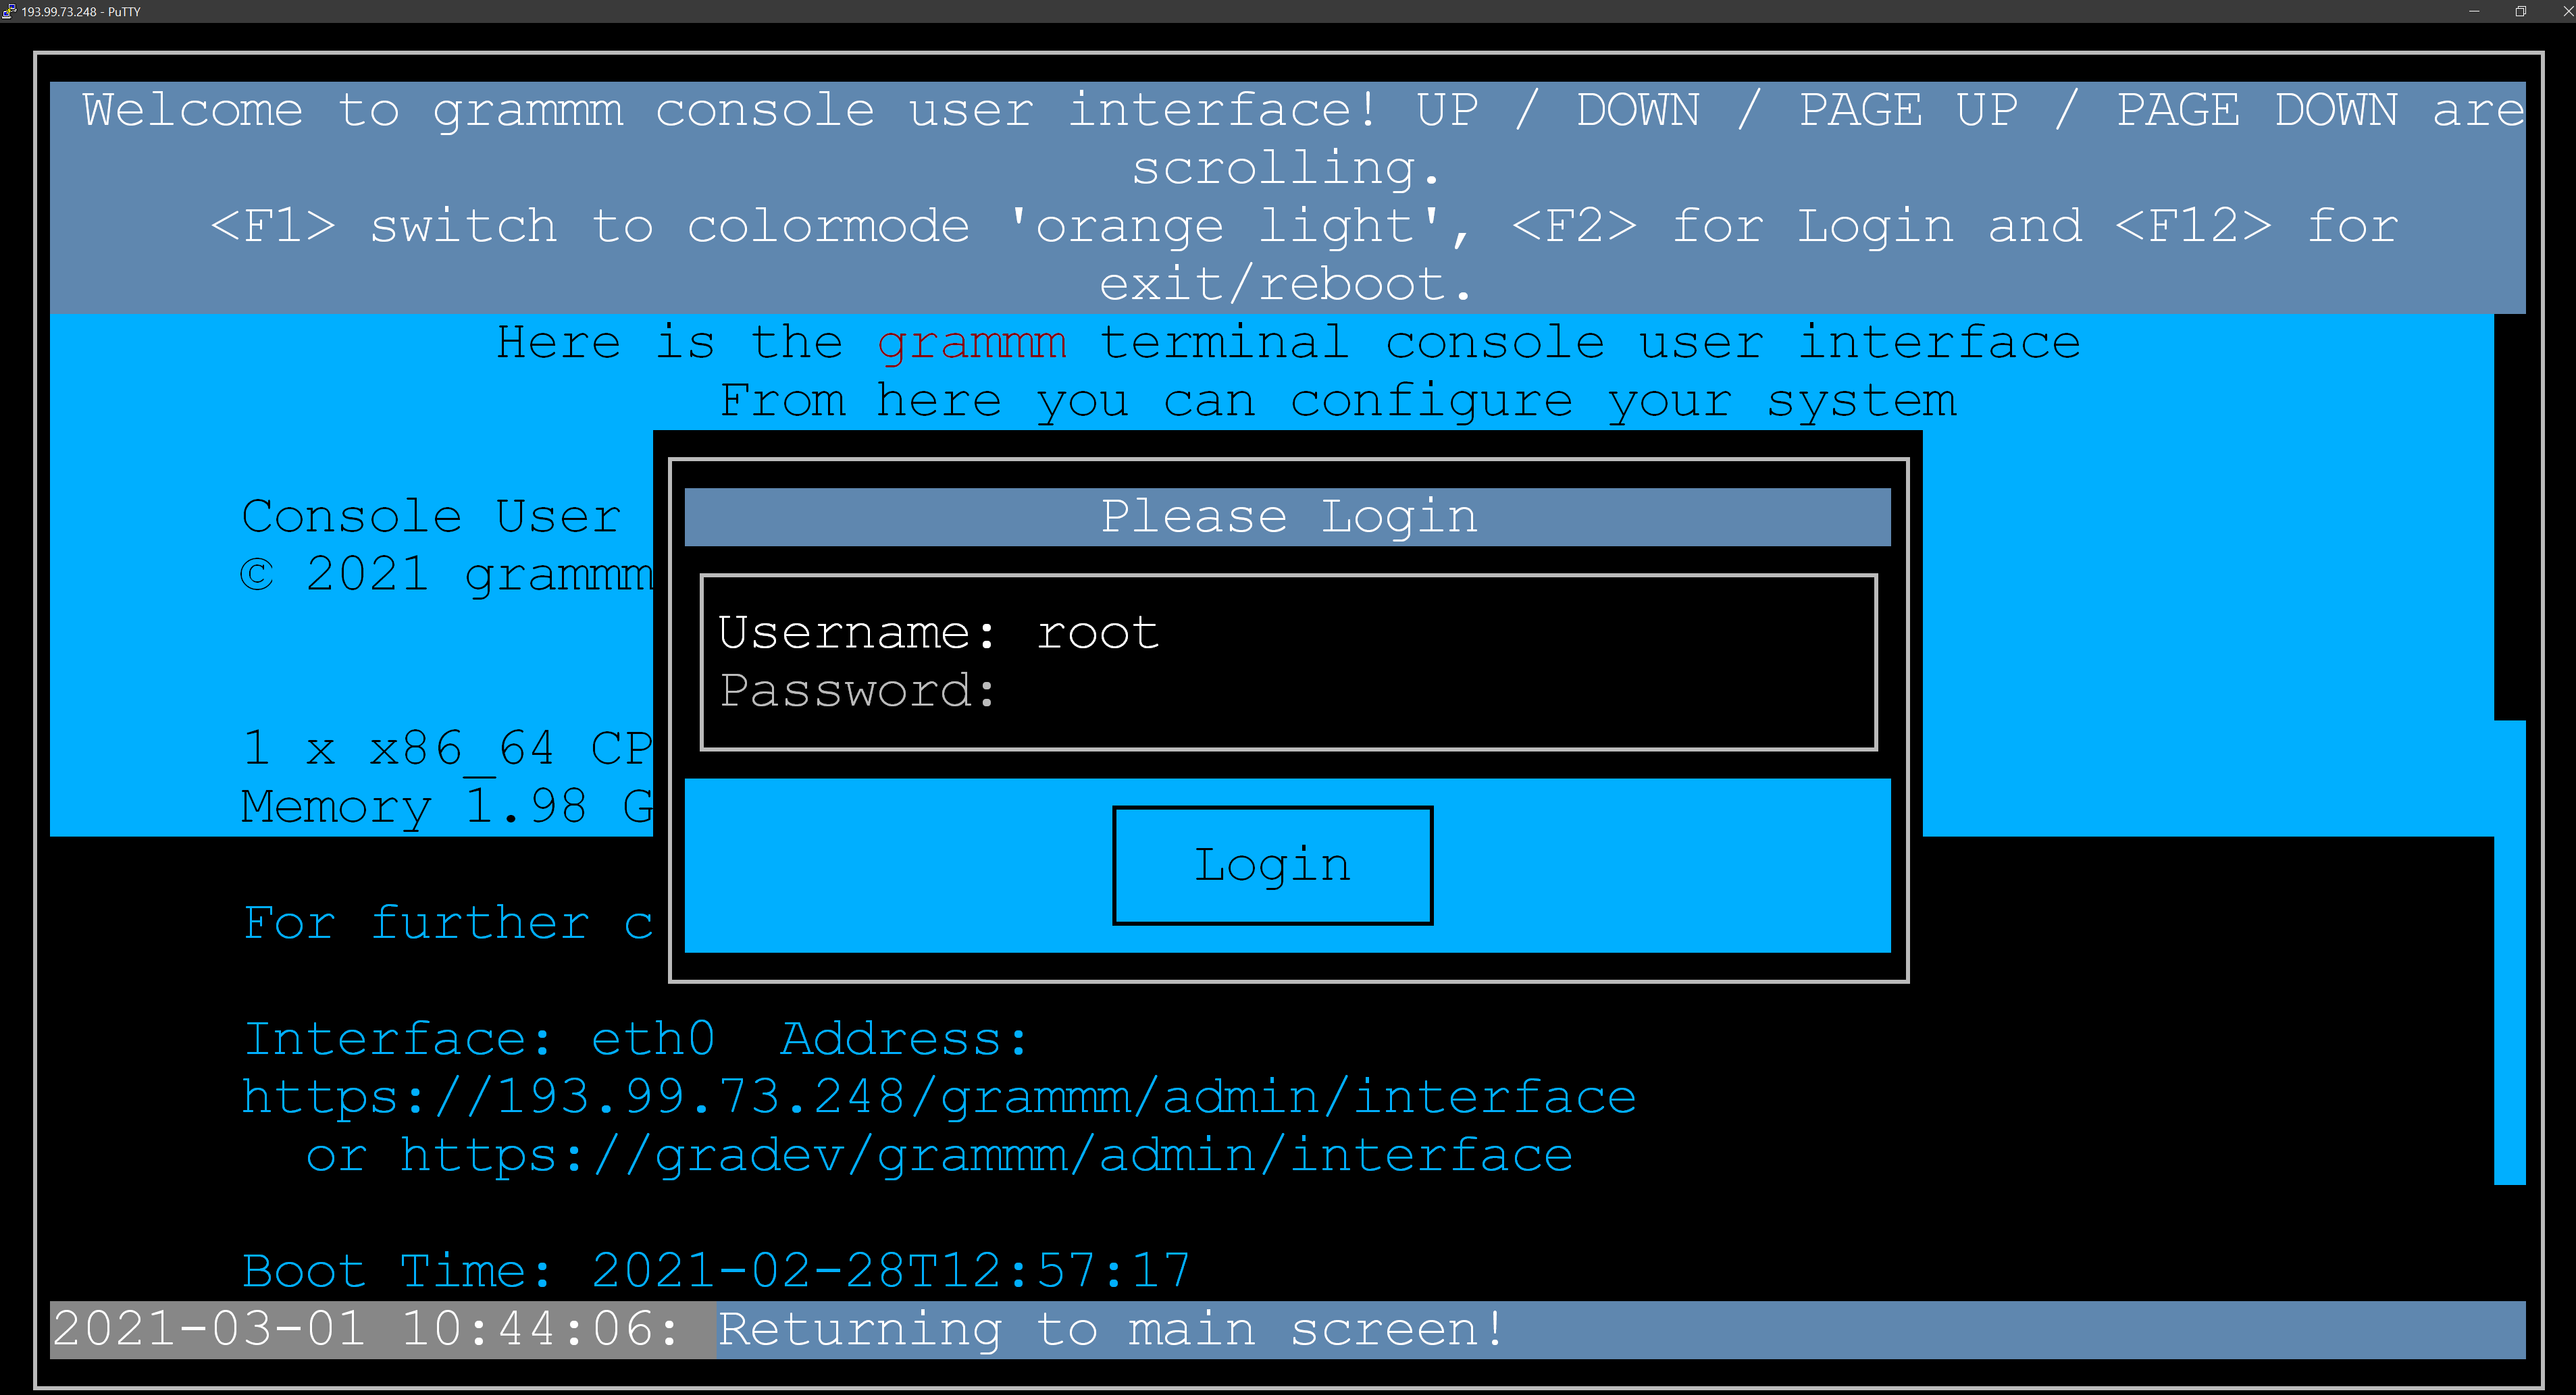 193.99.73.248 - PuTTY
Welcome to grammm console user interface! UP / DOWN / PAGE UP / PAGE DOWN are
scrolling.
<F1> switch to colormode 'orange light', <F2> for Login and <F12> for
exit/reboot.
Here is the grammm terminal console user interface
From here you can configure your system
Console User
© 2021 grammm
Please Login
Username: root
Password:
1 x x86_64 CP
Memory 1.98 G
Login
For further c
Interface: eth0  Address:
https://193.99.73.248/grammm/admin/interface
or https://gradev/grammm/admin/interface
Boot Time: 2021-02-28T12:57:17
2021-03-01 10:44:06: Returning to main screen!